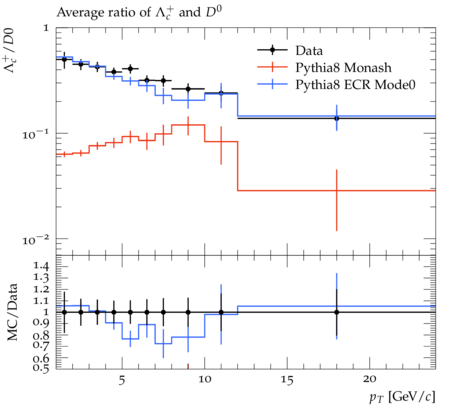 Average ratio of Λc+ and D0
Λc+/D0
1
10−1
10−2
Data
Pythia8 Monash
Pythia8 ECR Mode0
MC/Data
1.4
1.3
1.2
1.1
1
0.9
0.8
0.7
0.6
0.5
5 10 15 20
pT [GeV/c]